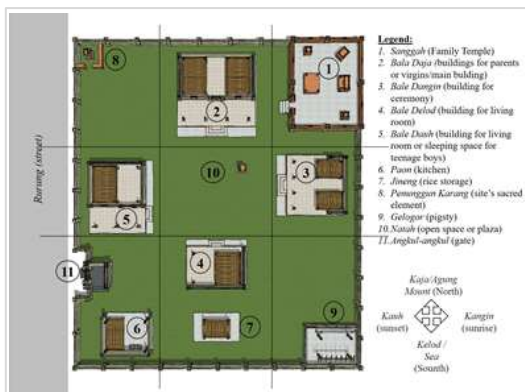 Legend:
1. Sanggah (Family Temple)
2. Bala Daja (buildings for parents
or virgins/main bulding)
3. Bale Dangin (building for
ceremony)
4. Bale Delod (building for living
room)
5. Bale Dauh (building for living
room or sleeping space for
teenage boys)
6. Paon (kitchen)
7. Jineng (rice storage)
8. Penunggun Karang (site's sacred
element)
9. Gelogor (pigsty)
10. Natah (open space or plaza)
11. Angkul-angkul (gate)
Rurung (street)
8
2
1
10
3
5
11
4
6
7
9
Kaja/Agung
Mount (North)
Kauh
(sunset)
Kangin
(sunrise)
Kelod /
Sea
(Sounth)